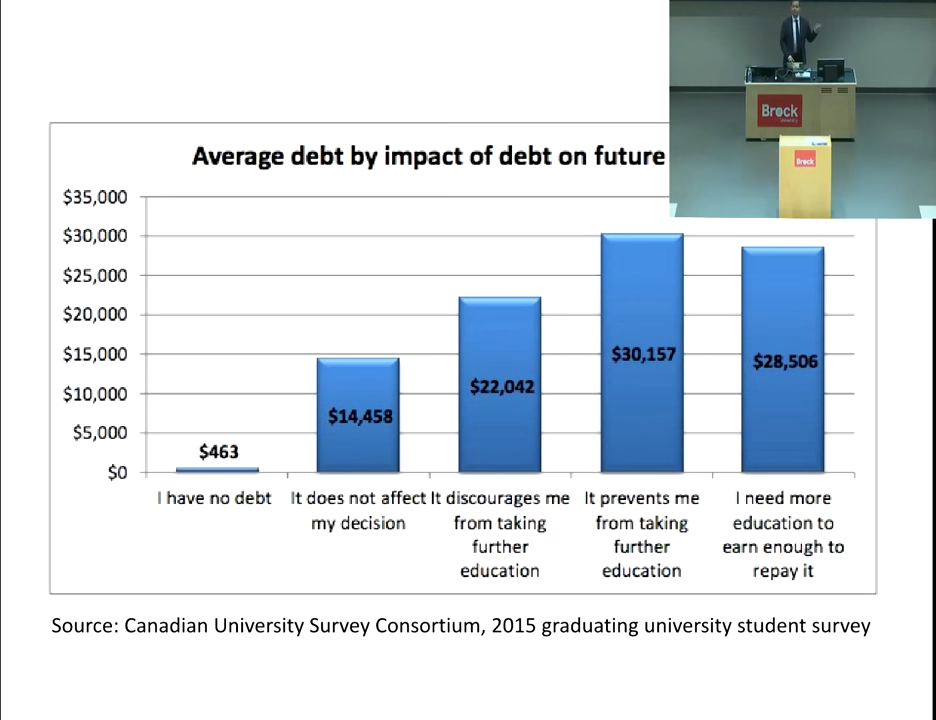 Brock
University
Brock
Average debt by impact of debt on future
$35,000
$30,000
$25,000
$20,000
$15,000
$10,000
$5,000
$0
$463
$14,458
$22,042
$30,157
$28,506
I have no debt
It does not affect
my decision
It discourages me
from taking
further
education
It prevents me
from taking
further
education
I need more
education to
earn enough to
repay it
Source: Canadian University Survey Consortium, 2015 graduating university student survey